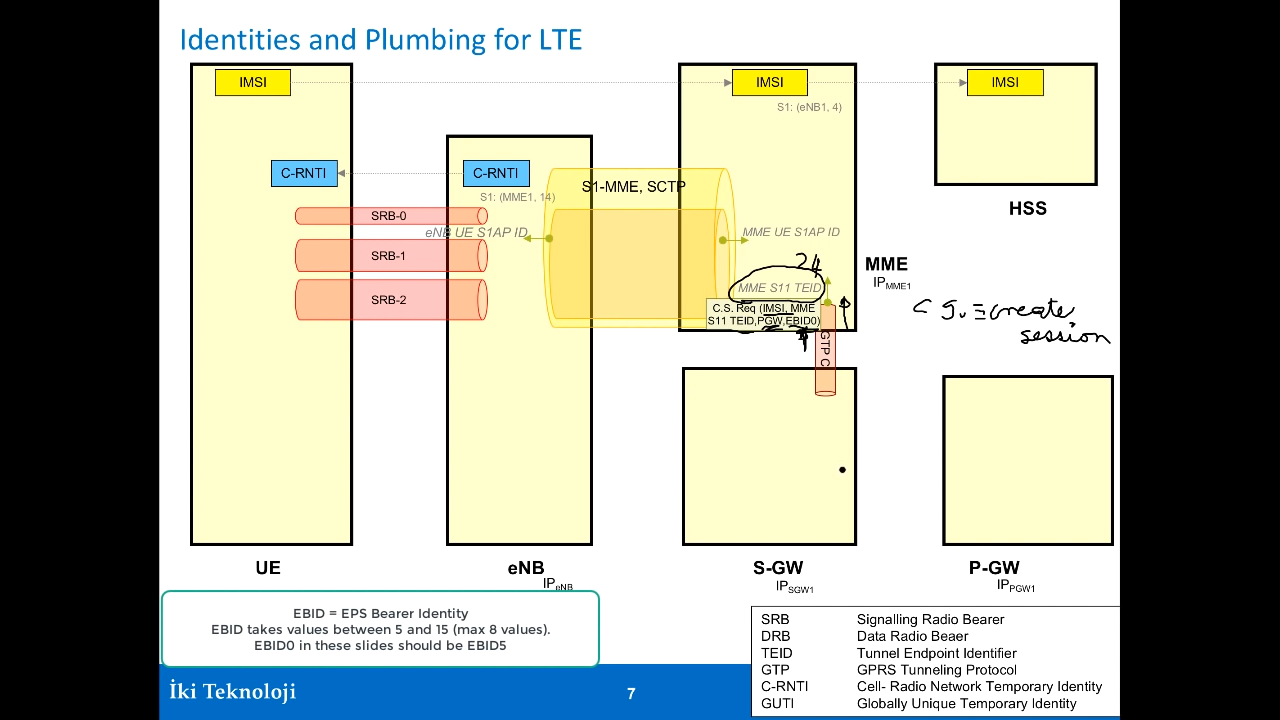 Identities and Plumbing for LTE
IMSI
IMSI
IMSI
S1: (eNB1, 4)
C-RNTI
C-RNTI
S1-MME, SCTP
S1: (MME1, 14)
SRB-0
HSS
eNB UE S1AP ID
MME UE S1AP ID
SRB-1
24
MME
IPMME1
MME S11 TEID
SRB-2
C.S. Req (IMSI, MME
S11 TEID,PGW,EBID0)
C S. = create
session
GTP C
UE
eNB
S-GW
P-GW
IPeNB
IPSGW1
IPPGW1
EBID = EPS Bearer Identity
EBID takes values between 5 and 15 (max 8 values).
EBID0 in these slides should be EBID5
SRB Signalling Radio Bearer
DRB Data Radio Beaer
TEID Tunnel Endpoint Identifier
GTP GPRS Tunneling Protocol
C-RNTI Cell- Radio Network Temporary Identity
GUTI Globally Unique Temporary Identity
İki Teknoloji
7